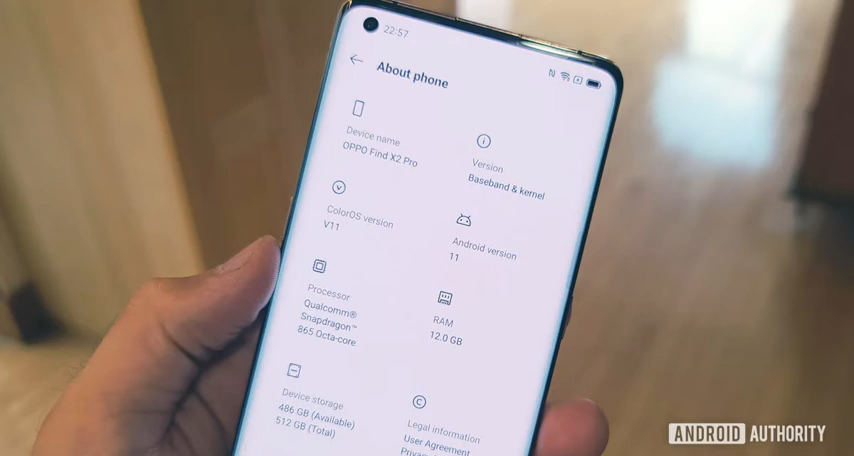 22:57
About phone
Device name
OPPO Find X2 Pro
Version
Baseband & kernel
ColorOS version
V11
Android version
11
Processor
Qualcomm®
Snapdragon™
865 Octa-core
RAM
12.0 GB
Device storage
486 GB (Available)
512 GB (Total)
Legal information
User Agreement
ANDROID AUTHORITY